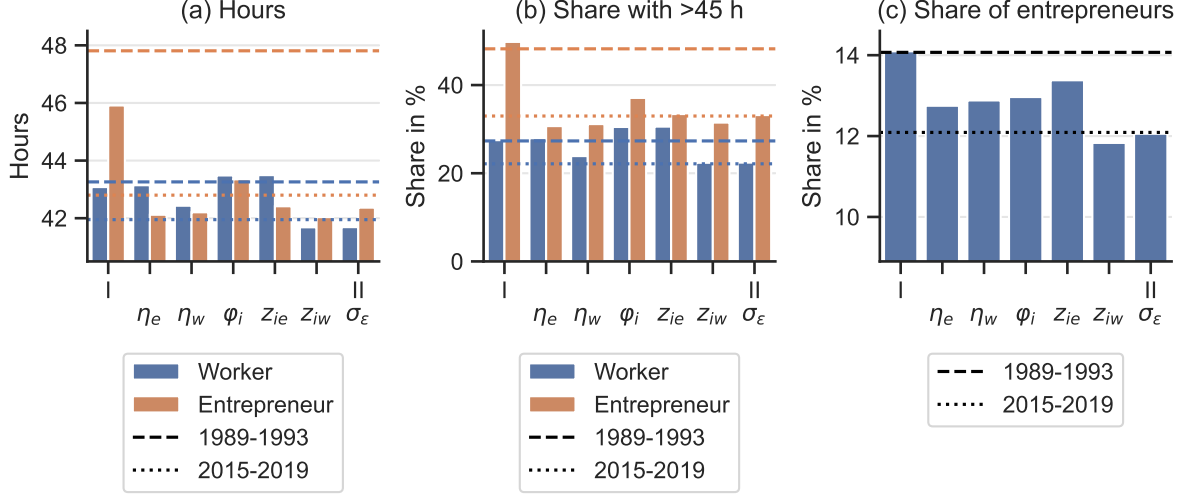 (a) Hours
Hours
48
46
44
42
I
II
η_e η_w φ_i z_ie z_iw σ_ε
Worker
Entrepreneur
1989-1993
2015-2019
(b) Share with >45 h
Share in %
40
20
0
I
II
η_e η_w φ_i z_ie z_iw σ_ε
Worker
Entrepreneur
1989-1993
2015-2019
(c) Share of entrepreneurs
Share in %
14
12
10
I
II
η_e η_w φ_i z_ie z_iw σ_ε
1989-1993
2015-2019